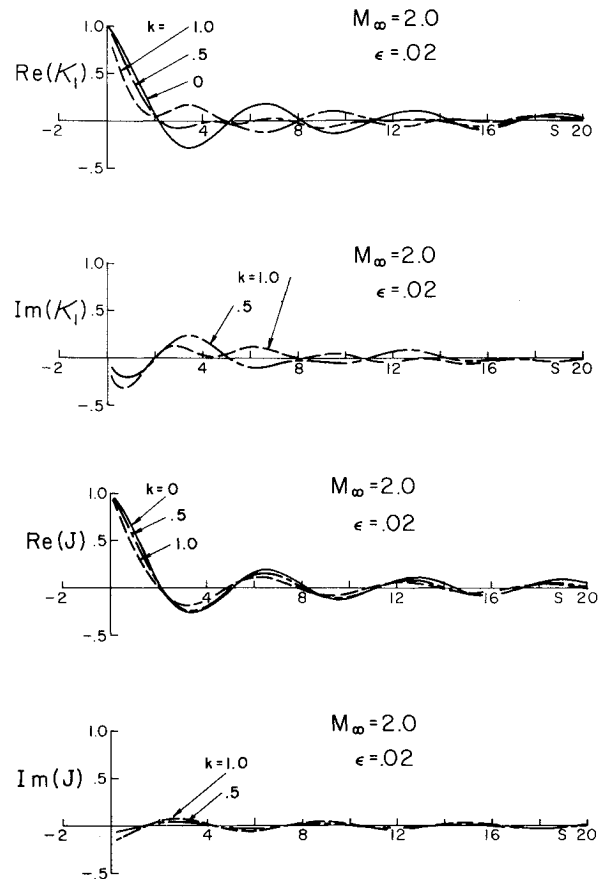 k = 1.0 M∞ = 2.0
1.0
.5 ϵ = .02
Re(K₁) .5
0
-2 4 8 12 16 S 20
-.5
M∞ = 2.0
1.0 k = 1.0
ϵ = .02
Im(K₁) .5 .5
-2 4 8 12 16 S 20
-.5
M∞ = 2.0
1.0 k = 0
.5 ϵ = .02
Re(J) .5 1.0
-2 4 8 12 16 S 20
-.5
M∞ = 2.0
1.0
k = 1.0 ϵ = .02
Im(J) .5 .5
-2 4 8 12 16 S 20
-.5